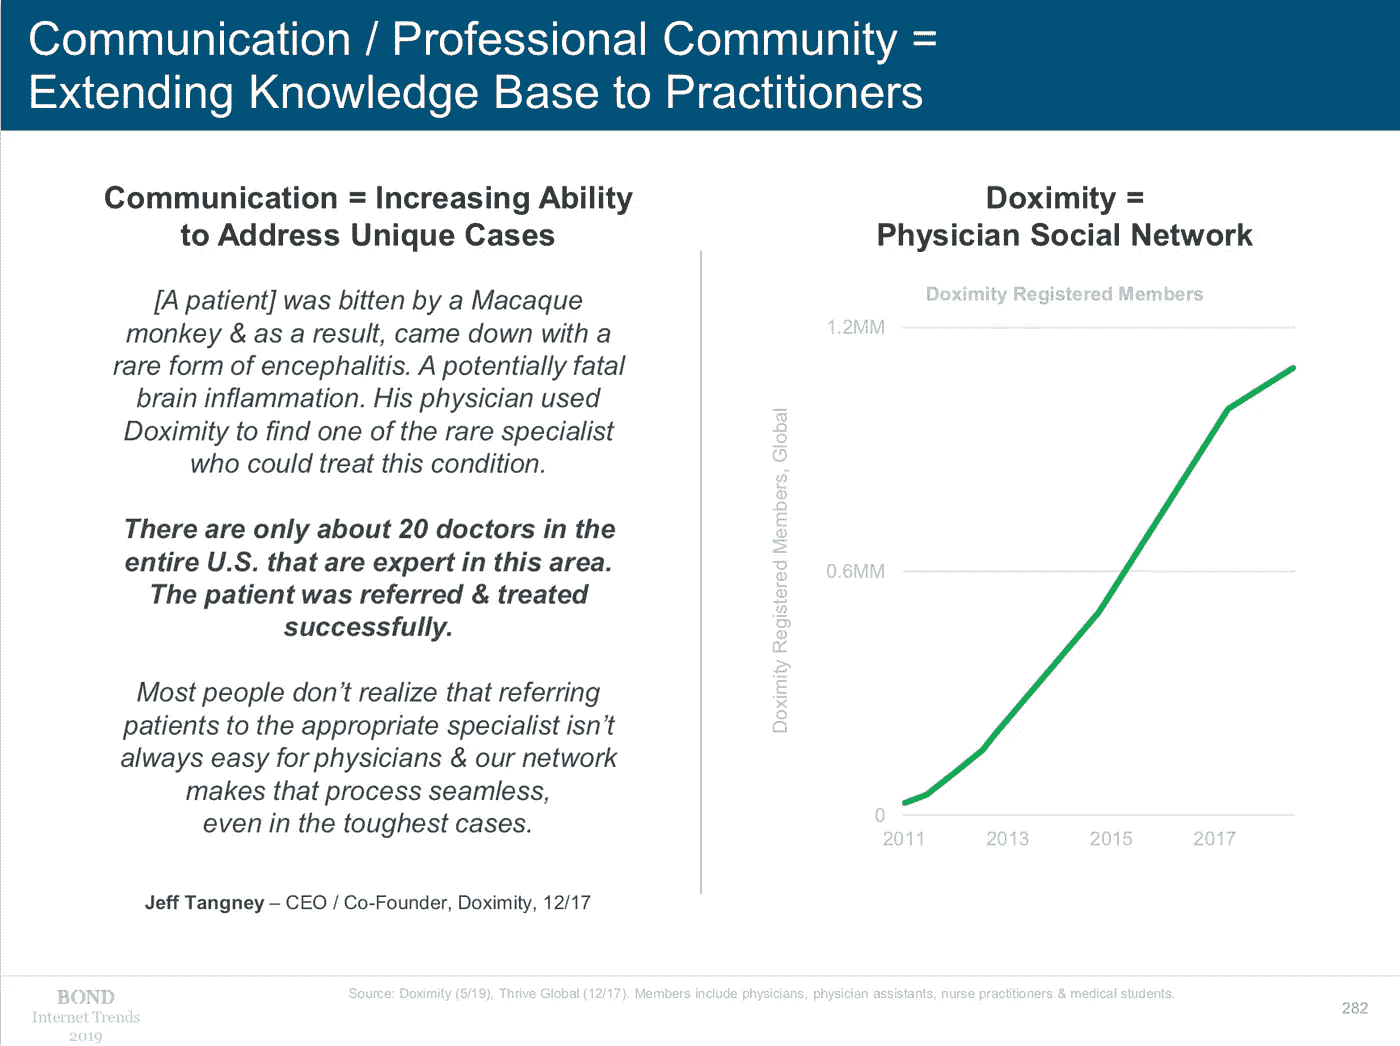 Communication / Professional Community =
Extending Knowledge Base to Practitioners
Communication = Increasing Ability
to Address Unique Cases
[A patient] was bitten by a Macaque
monkey & as a result, came down with a
rare form of encephalitis. A potentially fatal
brain inflammation. His physician used
Doximity to find one of the rare specialist
who could treat this condition.
There are only about 20 doctors in the
entire U.S. that are expert in this area.
The patient was referred & treated
successfully.
Most people don’t realize that referring
patients to the appropriate specialist isn’t
always easy for physicians & our network
makes that process seamless,
even in the toughest cases.
Jeff Tangney – CEO / Co-Founder, Doximity, 12/17
Doximity =
Physician Social Network
Doximity Registered Members
Doximity Registered Members, Global
1.2MM
0.6MM
0
2011 2013 2015 2017
BOND
Internet Trends
2019
Source: Doximity (5/19), Thrive Global (12/17). Members include physicians, physician assistants, nurse practitioners & medical students.
282